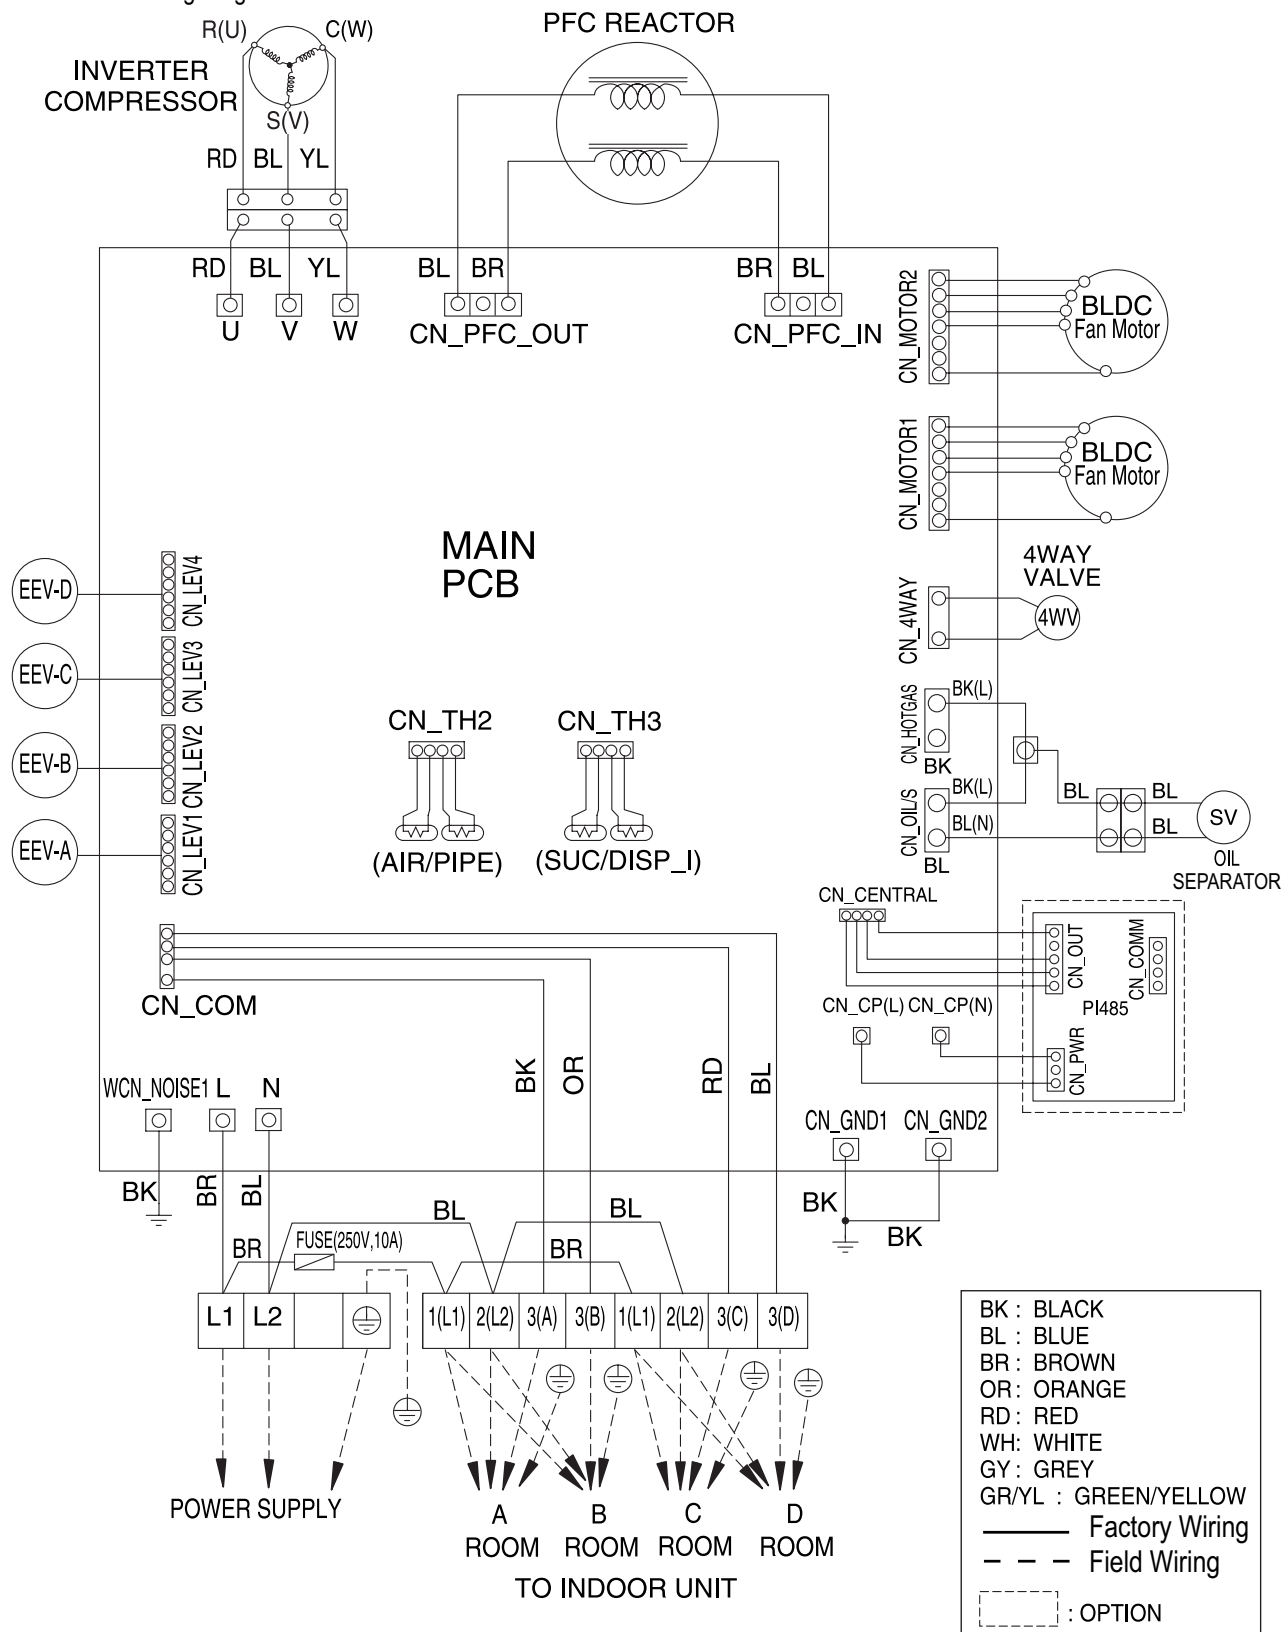 PFC REACTOR
R(U)
C(W)
INVERTER
COMPRESSOR
S(V)
RD BL YL
RD BL YL
BL BR
BR BL
U V W
CN_PFC_OUT
CN_PFC_IN
CN_MOTOR2
BLDC
Fan Motor
CN_MOTOR1
BLDC
Fan Motor
MAIN
PCB
4WAY
VALVE
CN_4WAY
4WV
EEV-D
CN_LEV4
EEV-C
CN_LEV3
EEV-B
CN_LEV2
EEV-A
CN_LEV1
CN_TH2
CN_TH3
(AIR/PIPE)
(SUC/DISP_I)
CN_HOTGAS
BK(L)
BK
CN_OIL/S
BK(L)
BL(N)
BL
BL
BL
BL
SV
OIL
SEPARATOR
CN_CENTRAL
CN_OUT
CN_COMM
PI485
CN_PWR
CN_CP(L) CN_CP(N)
CN_COM
BK
OR
RD
BL
WCN_NOISE1 L N
CN_GND1 CN_GND2
BK
BR
BL
BK
BK
BL
BL
BR
FUSE(250V,10A)
BR
L1 L2
1(L1) 2(L2) 3(A) 3(B) 1(L1) 2(L2) 3(C) 3(D)
POWER SUPPLY
A
ROOM
B
ROOM
C
ROOM
D
ROOM
TO INDOOR UNIT
BK : BLACK
BL : BLUE
BR : BROWN
OR : ORANGE
RD : RED
WH: WHITE
GY : GREY
GR/YL : GREEN/YELLOW
Factory Wiring
Field Wiring
: OPTION